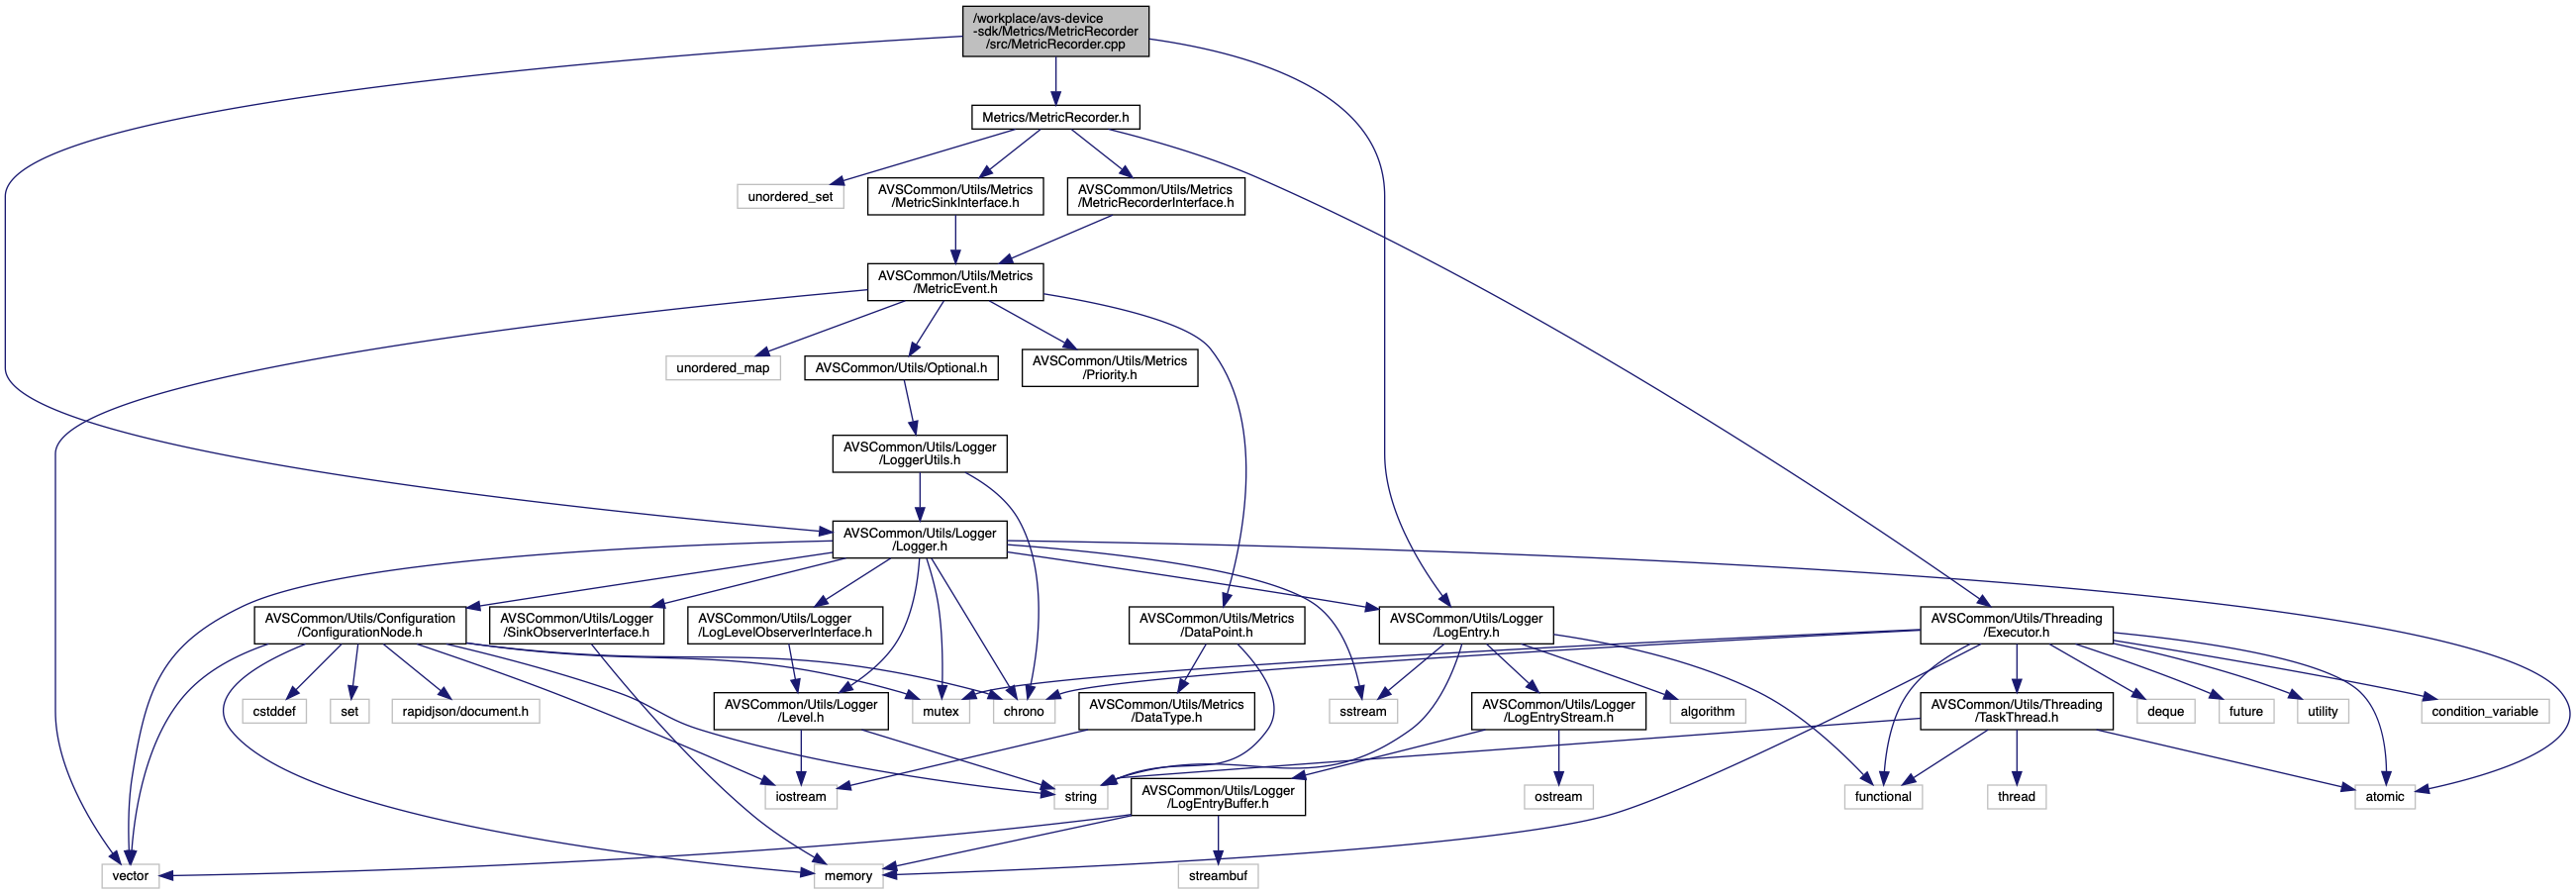 /workplace/avs-device
-sdk/Metrics/MetricRecorder
/src/MetricRecorder.cpp
Metrics/MetricRecorder.h
unordered_set
AVSCommon/Utils/Metrics
/MetricSinkInterface.h
AVSCommon/Utils/Metrics
/MetricRecorderInterface.h
AVSCommon/Utils/Metrics
/MetricEvent.h
unordered_map
AVSCommon/Utils/Optional.h
AVSCommon/Utils/Metrics
/Priority.h
AVSCommon/Utils/Logger
/LoggerUtils.h
AVSCommon/Utils/Logger
/Logger.h
AVSCommon/Utils/Configuration
/ConfigurationNode.h
AVSCommon/Utils/Logger
/SinkObserverInterface.h
AVSCommon/Utils/Logger
/LogLevelObserverInterface.h
AVSCommon/Utils/Metrics
/DataPoint.h
AVSCommon/Utils/Logger
/LogEntry.h
AVSCommon/Utils/Threading
/Executor.h
cstddef
set
rapidjson/document.h
AVSCommon/Utils/Logger
/Level.h
mutex
chrono
AVSCommon/Utils/Metrics
/DataType.h
sstream
AVSCommon/Utils/Logger
/LogEntryStream.h
algorithm
AVSCommon/Utils/Threading
/TaskThread.h
deque
future
utility
condition_variable
iostream
string
AVSCommon/Utils/Logger
/LogEntryBuffer.h
ostream
functional
thread
atomic
vector
memory
streambuf